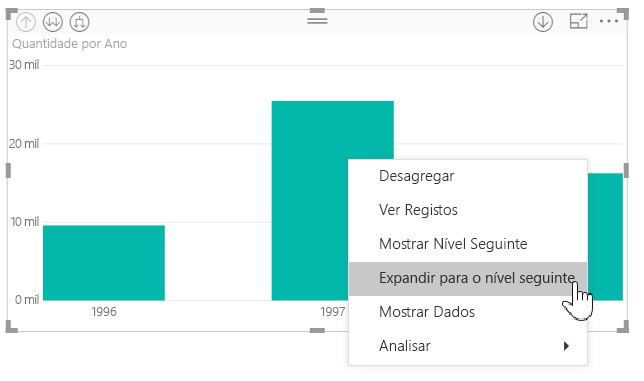 Quantidade por Ano
30 mil
20 mil
10 mil
0 mil
1996
1997
Desagregar
Ver Registos
Mostrar Nível Seguinte
Expandir para o nível seguinte
Mostrar Dados
Analisar